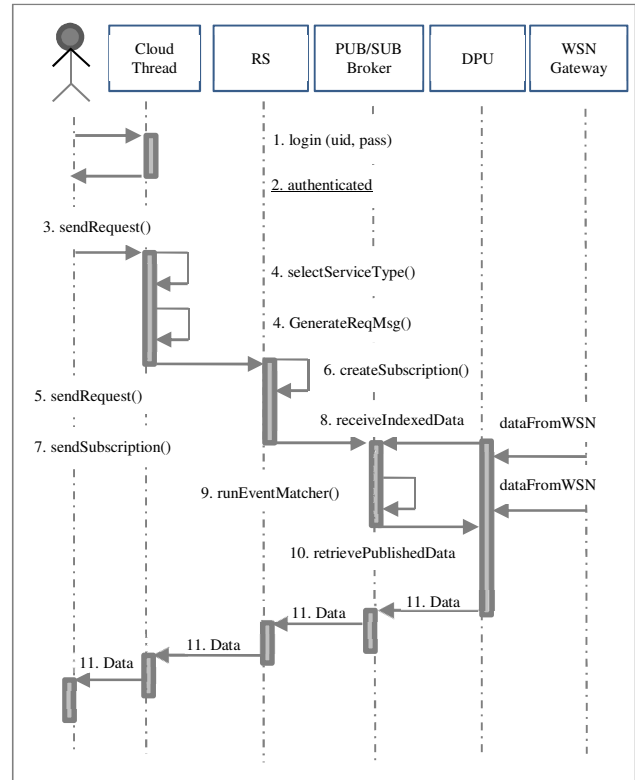 Cloud
Thread
RS
PUB/SUB
Broker
DPU
WSN
Gateway
1. login (uid, pass)
2. authenticated
3. sendRequest()
4. selectServiceType()
4. GenerateReqMsg()
6. createSubscription()
5. sendRequest()
8. receiveIndexedData
dataFromWSN
7. sendSubscription()
9. runEventMatcher()
dataFromWSN
10. retrievePublishedData
11. Data
11. Data
11. Data
11. Data